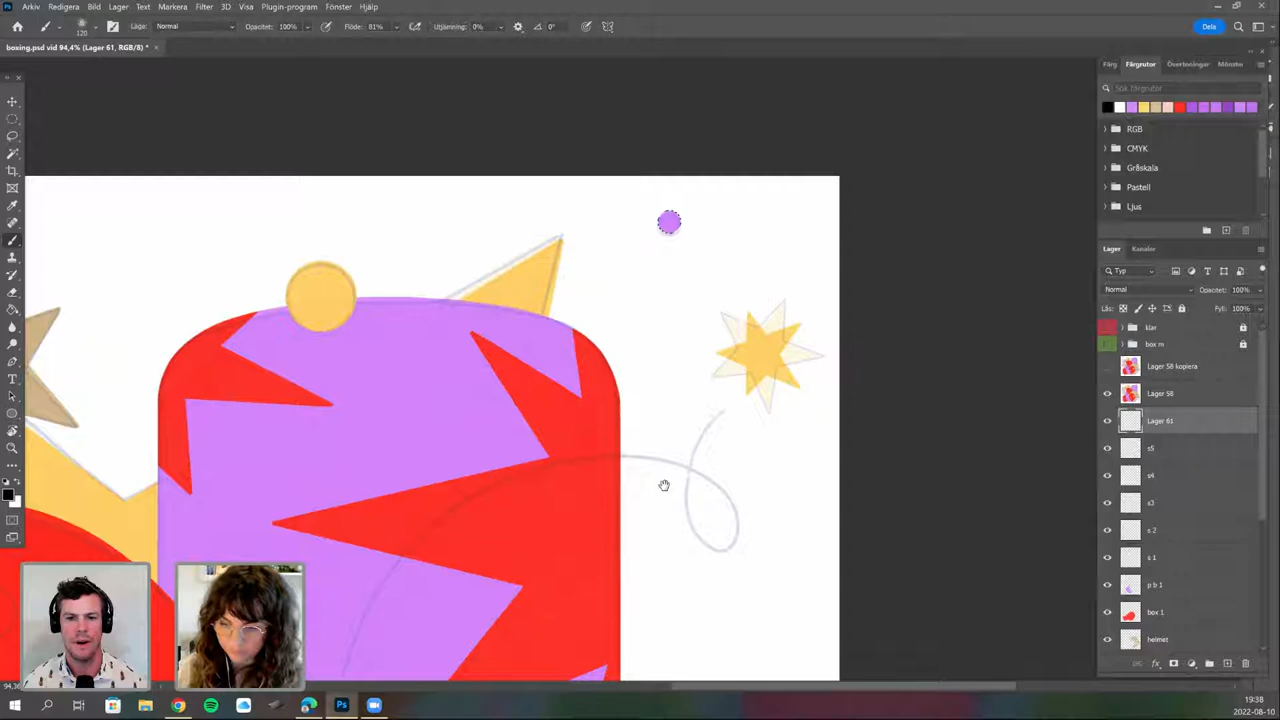 Arkiv Redigera Bild Lager Text Markera Filter 3D Visa Plugin-program Fönster Hjälp
120 Läge: Normal Opacitet: 100% Flöde: 81% Utjämning: 0% 0° Dela
boxing.psd vid 94,4% (Lager 61, RGB/8) *
Färg Färgrutor Övertoningar Mönster
Sök färgrutor
RGB
CMYK
Gråskala
Pastell
Ljus
Lager Kanaler
Typ
Normal Opacitet: 100%
Lås: Fyll: 100%
klar
box m
Lager 58 kopiera
Lager 58
Lager 61
s5
s4
s3
s 2
s 1
p b 1
box 1
helmet
fx
Ps
19:38
2022-08-10